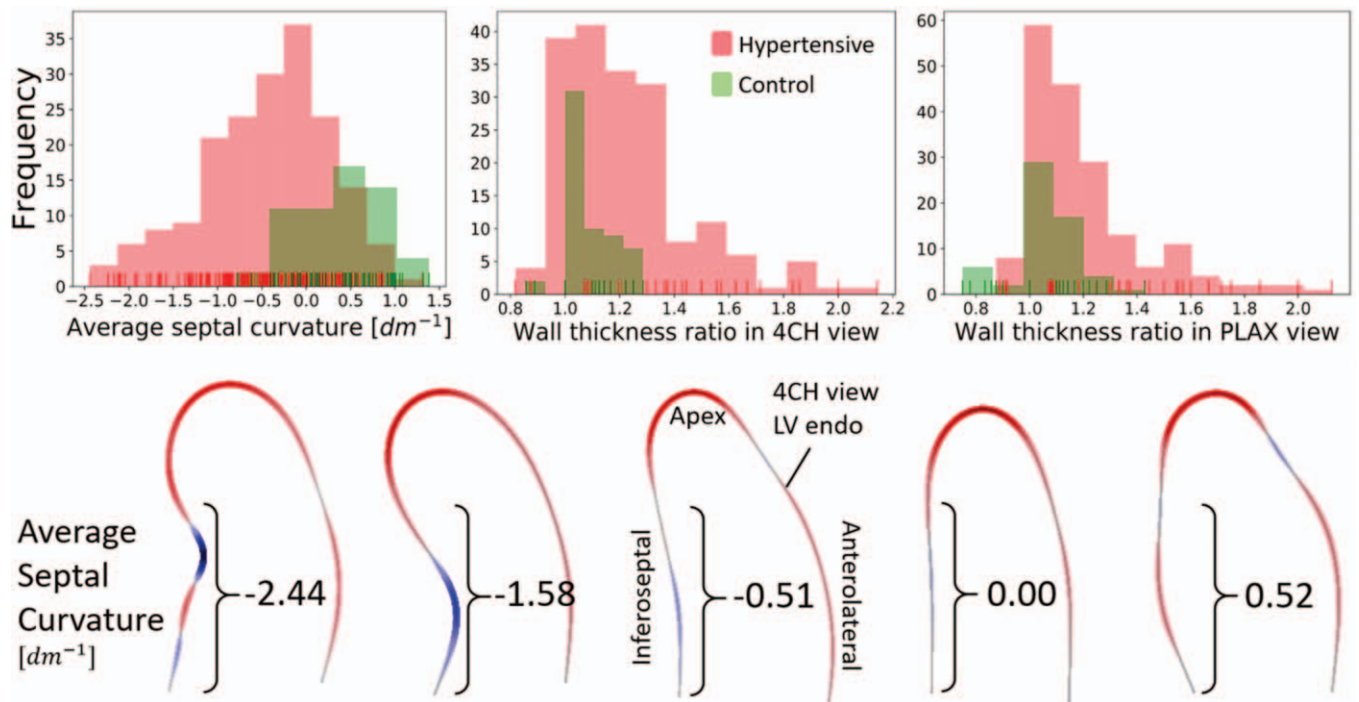 Frequency
35
30
25
20
15
10
5
0
−2.5 −2.0 −1.5 −1.0 −0.5 0.0 0.5 1.0 1.5
Average septal curvature [dm⁻¹]
40
35
30
25
20
15
10
5
0
0.8 1.0 1.2 1.4 1.6 1.8 2.0 2.2
Wall thickness ratio in 4CH view
Hypertensive
Control
60
50
40
30
20
10
0
0.8 1.0 1.2 1.4 1.6 1.8 2.0
Wall thickness ratio in PLAX view
Average
Septal
Curvature
[dm⁻¹]
-2.44
-1.58
Apex
4CH view
LV endo
Inferoseptal
-0.51
Anterolateral
0.00
0.52